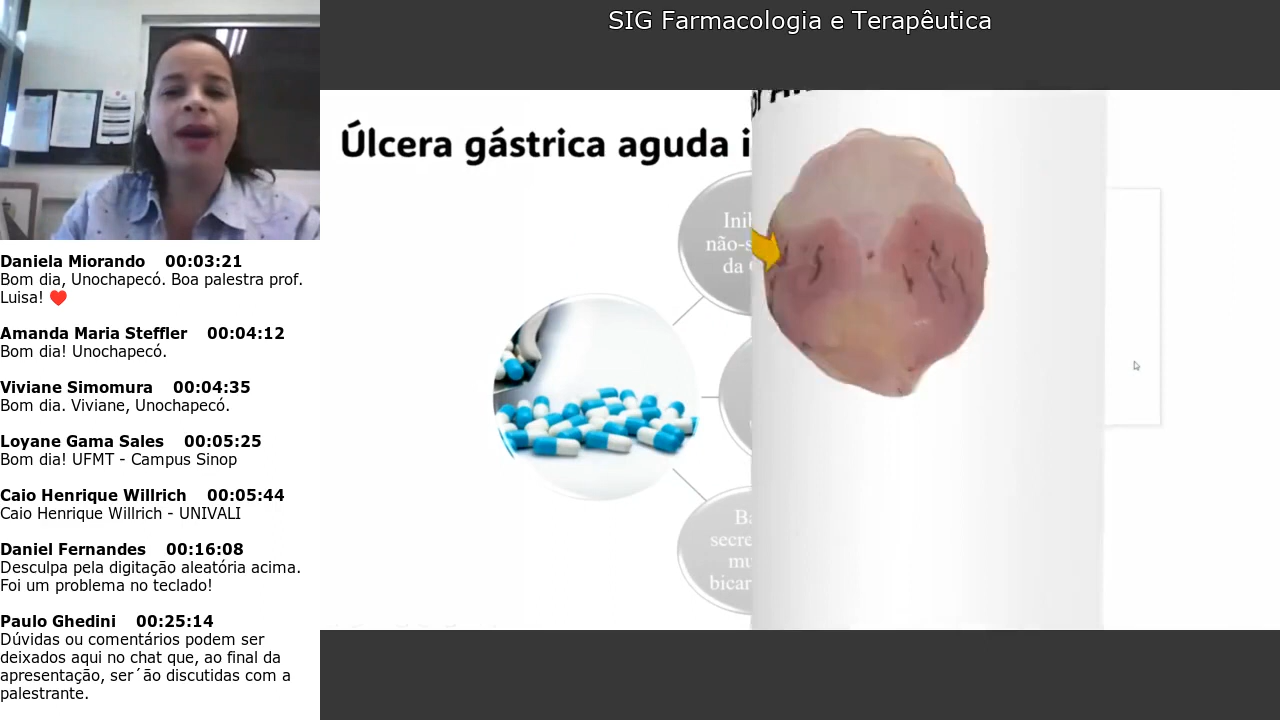 SIG Farmacologia e Terapêutica
Úlcera gástrica aguda i
não-s
da
secre
mu
bicar
Daniela Miorando 00:03:21
Bom dia, Unochapecó. Boa palestra prof.
Luisa! ❤️
Amanda Maria Steffler 00:04:12
Bom dia! Unochapecó.
Viviane Simomura 00:04:35
Bom dia. Viviane, Unochapecó.
Loyane Gama Sales 00:05:25
Bom dia! UFMT - Campus Sinop
Caio Henrique Willrich 00:05:44
Caio Henrique Willrich - UNIVALI
Daniel Fernandes 00:16:08
Desculpa pela digitação aleatória acima.
Foi um problema no teclado!
Paulo Ghedini 00:25:14
Dúvidas ou comentários podem ser
deixados aqui no chat que, ao final da
apresentação, ser´ão discutidas com a
palestrante.